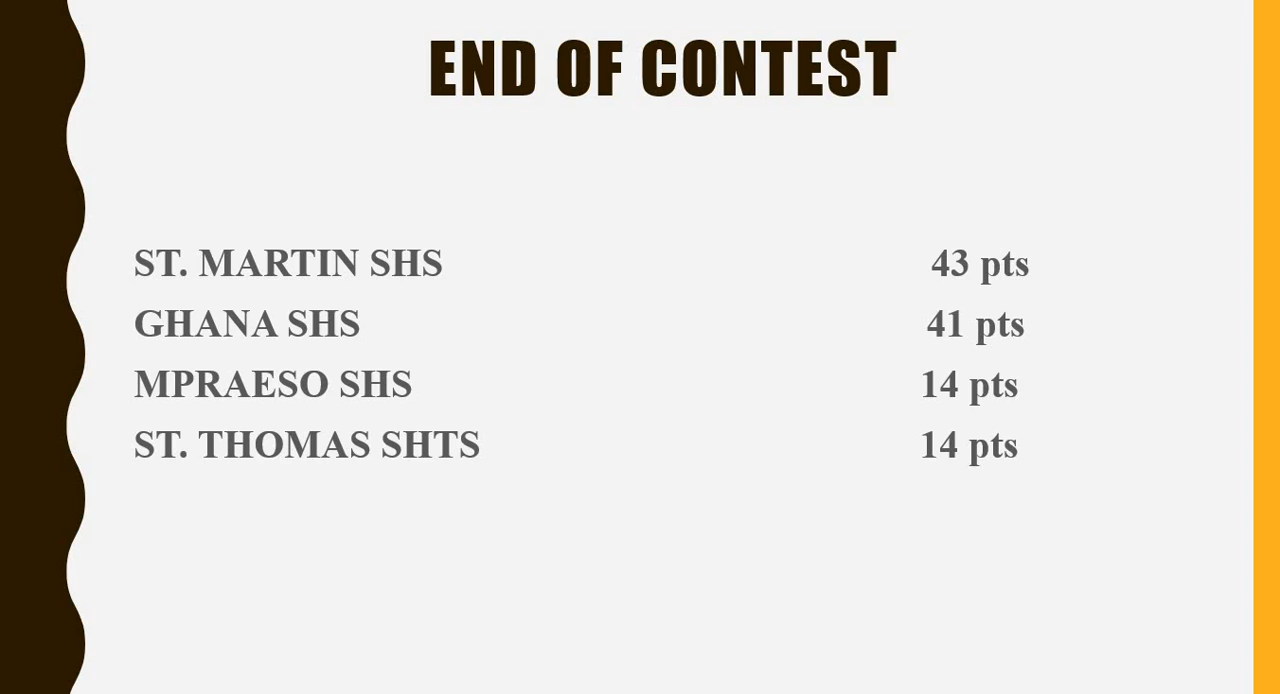 END OF CONTEST
ST. MARTIN SHS 43 pts
GHANA SHS 41 pts
MPRAESO SHS 14 pts
ST. THOMAS SHTS 14 pts